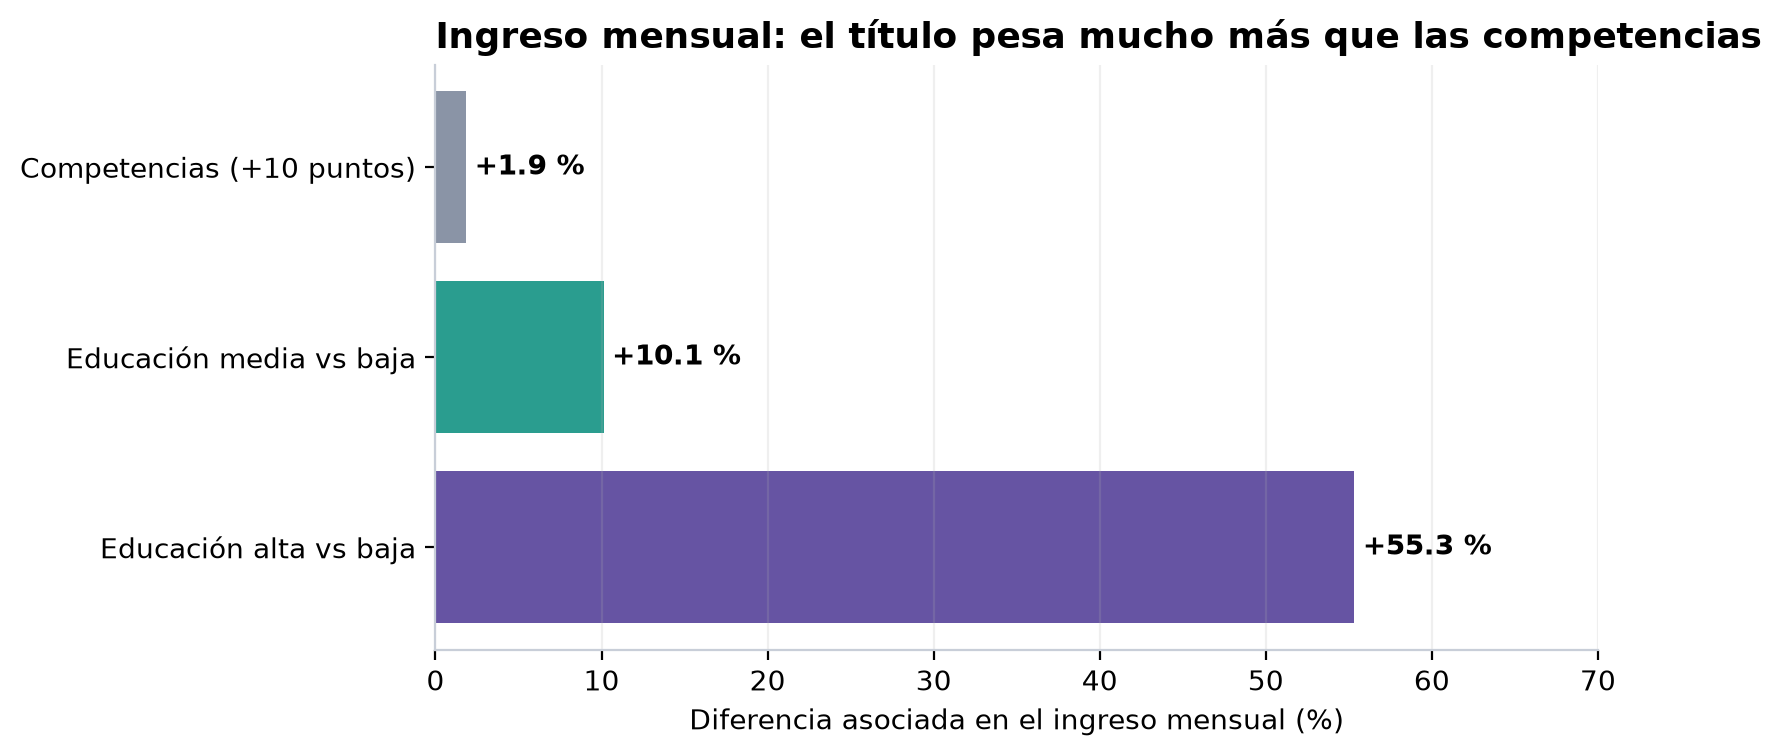 Ingreso mensual: el título pesa mucho más que las competencias
Competencias (+10 puntos)
+1.9 %
Educación media vs baja
+10.1 %
Educación alta vs baja
+55.3 %
0 10 20 30 40 50 60 70
Diferencia asociada en el ingreso mensual (%)